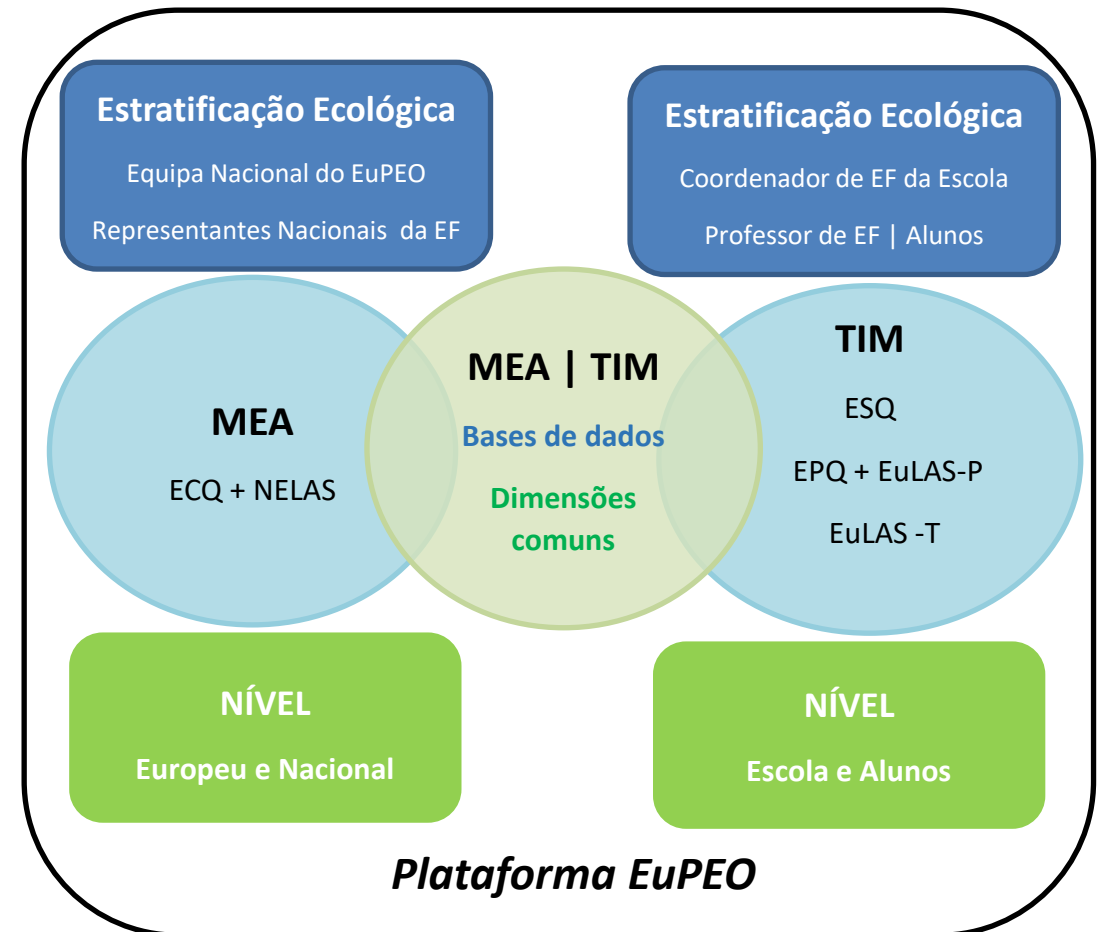 Estratificação Ecológica
Equipa Nacional do EuPEO
Representantes Nacionais da EF
Estratificação Ecológica
Coordenador de EF da Escola
Professor de EF | Alunos
MEA
ECQ + NELAS
MEA | TIM
Bases de dados
Dimensões
comuns
TIM
ESQ
EPQ + EuLAS-P
EuLAS -T
NÍVEL
Europeu e Nacional
NÍVEL
Escola e Alunos
Plataforma EuPEO